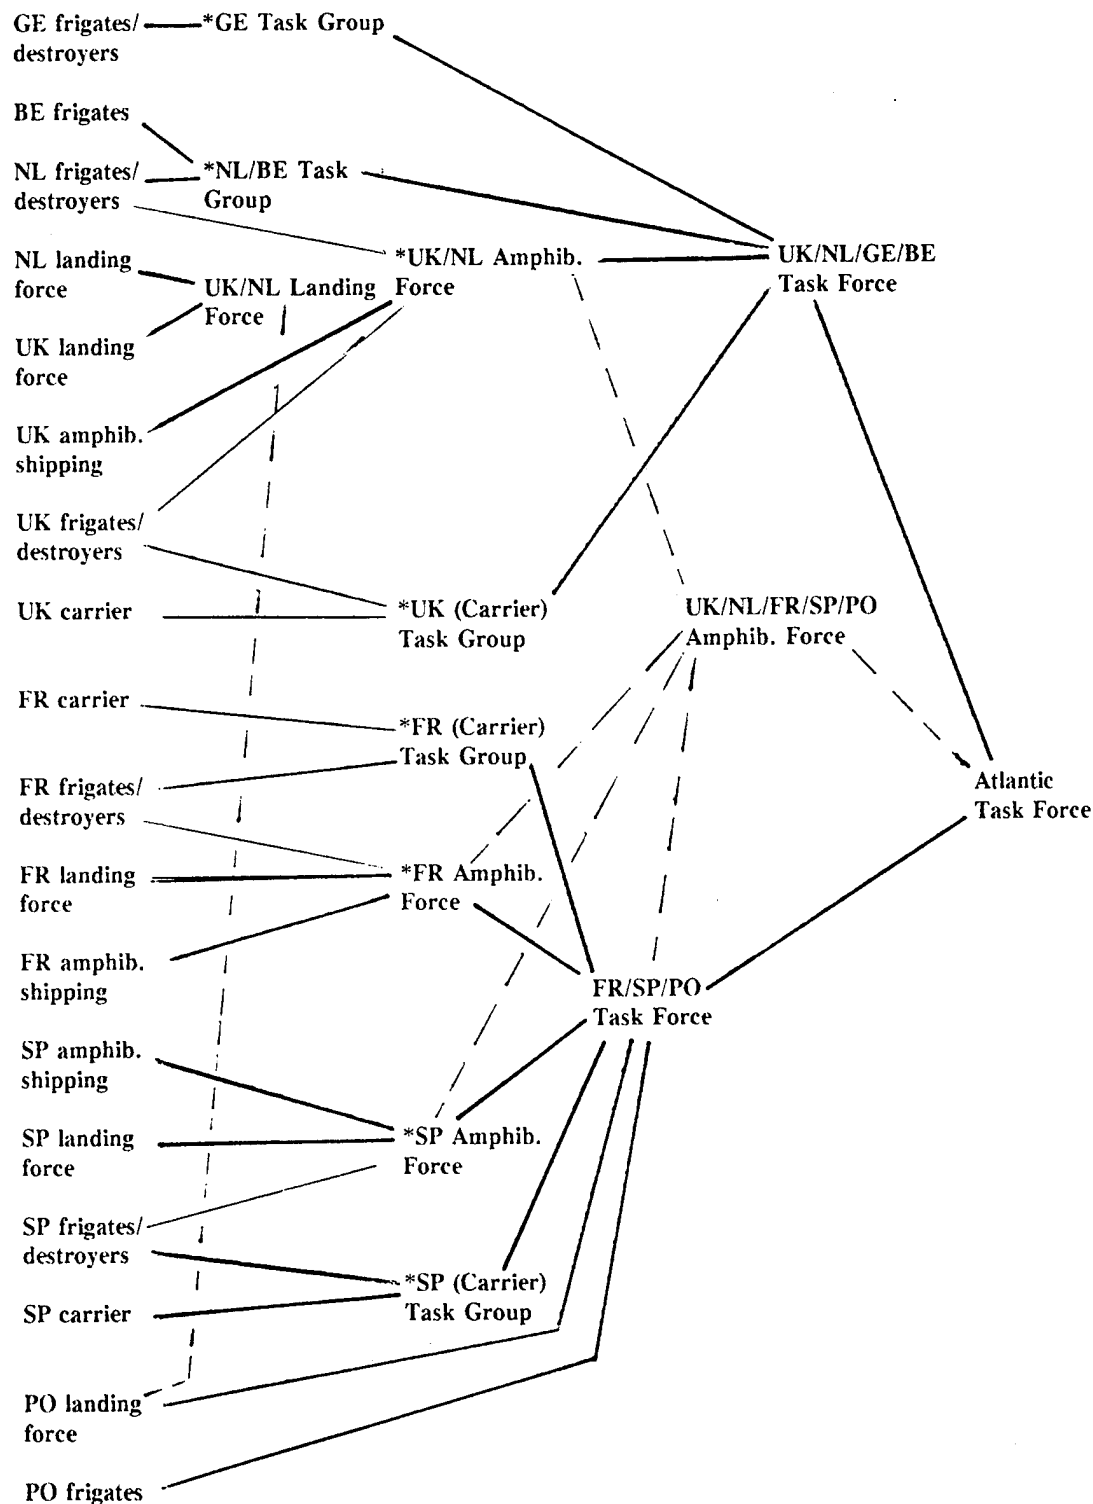 GE frigates/
destroyers
*GE Task Group
BE frigates
NL frigates/
destroyers
*NL/BE Task
Group
NL landing
force
UK/NL Landing
Force
*UK/NL Amphib.
Force
UK/NL/GE/BE
Task Force
UK landing
force
UK amphib.
shipping
UK frigates/
destroyers
UK carrier
*UK (Carrier)
Task Group
UK/NL/FR/SP/PO
Amphib. Force
FR carrier
*FR (Carrier)
Task Group
FR frigates/
destroyers
Atlantic
Task Force
FR landing
force
*FR Amphib.
Force
FR amphib.
shipping
FR/SP/PO
Task Force
SP amphib.
shipping
SP landing
force
*SP Amphib.
Force
SP frigates/
destroyers
SP carrier
*SP (Carrier)
Task Group
PO landing
force
PO frigates